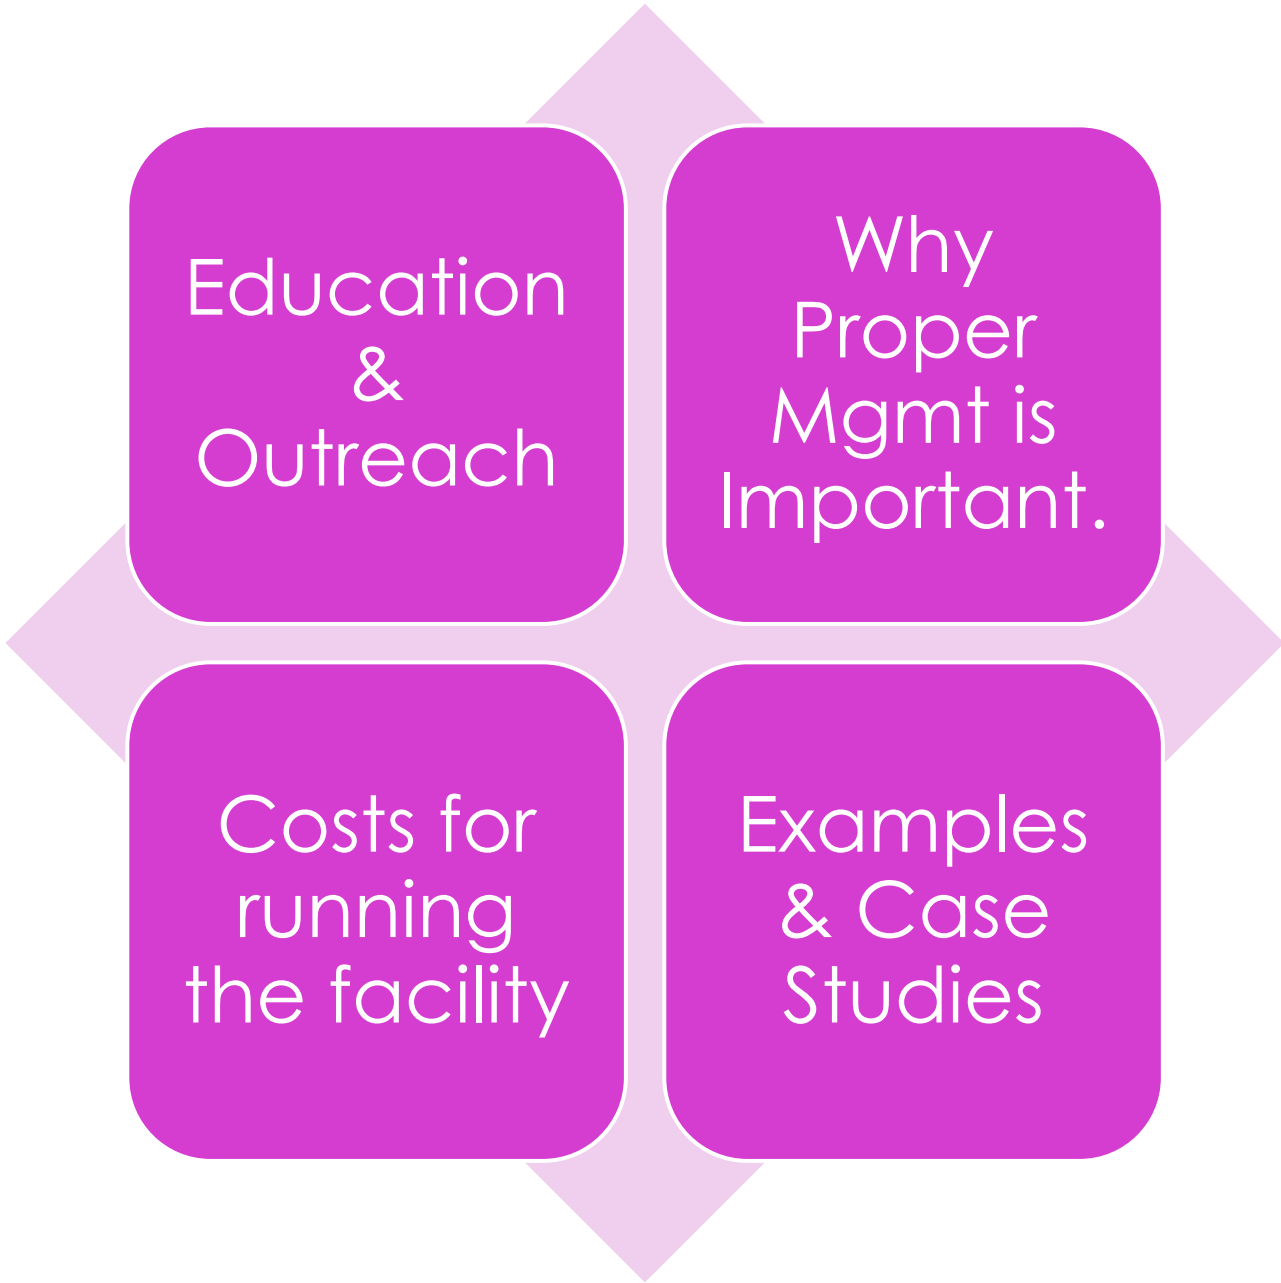 Education
&
Outreach
Why
Proper
Mgmt is
Important.
Costs for
running
the facility
Examples
& Case
Studies